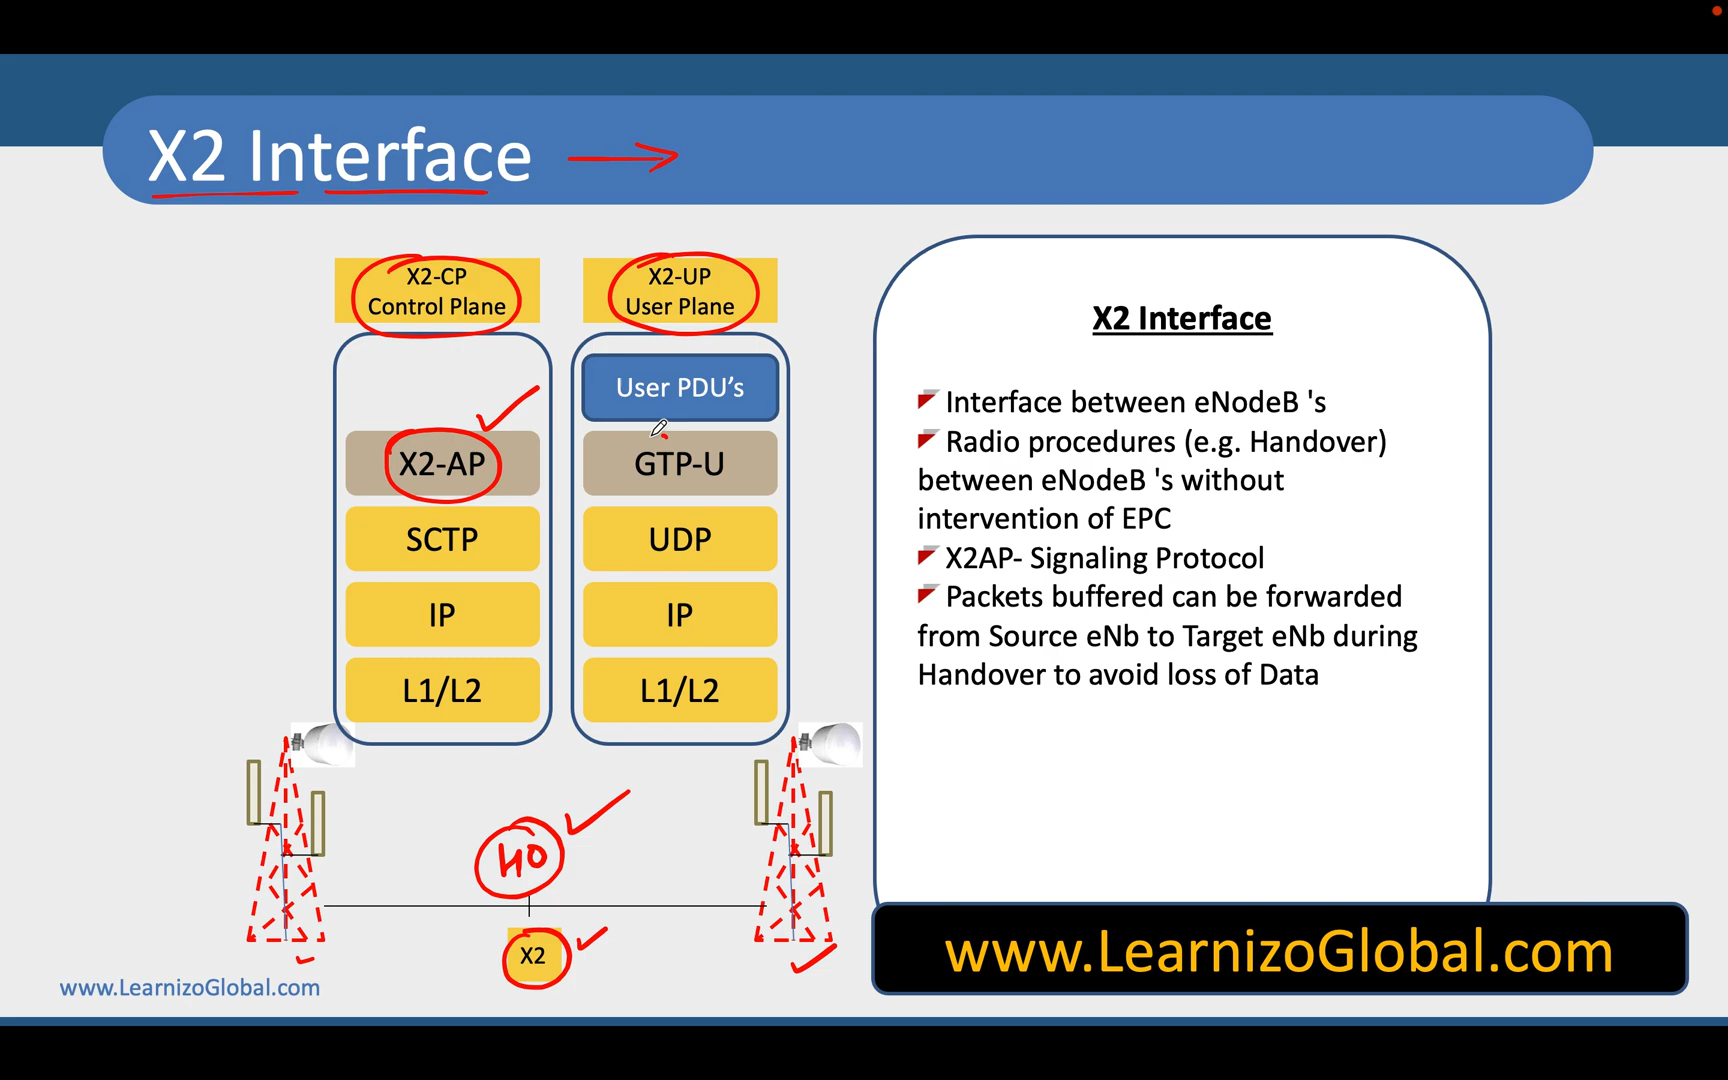 X2 Interface
X2-CP
Control Plane
X2-UP
User Plane
User PDU's
X2-AP
GTP-U
SCTP
UDP
IP
IP
L1/L2
L1/L2
HO
X2
www.LearnizoGlobal.com
X2 Interface
Interface between eNodeB 's
Radio procedures (e.g. Handover)
between eNodeB 's without
intervention of EPC
X2AP- Signaling Protocol
Packets buffered can be forwarded
from Source eNb to Target eNb during
Handover to avoid loss of Data
www.LearnizoGlobal.com